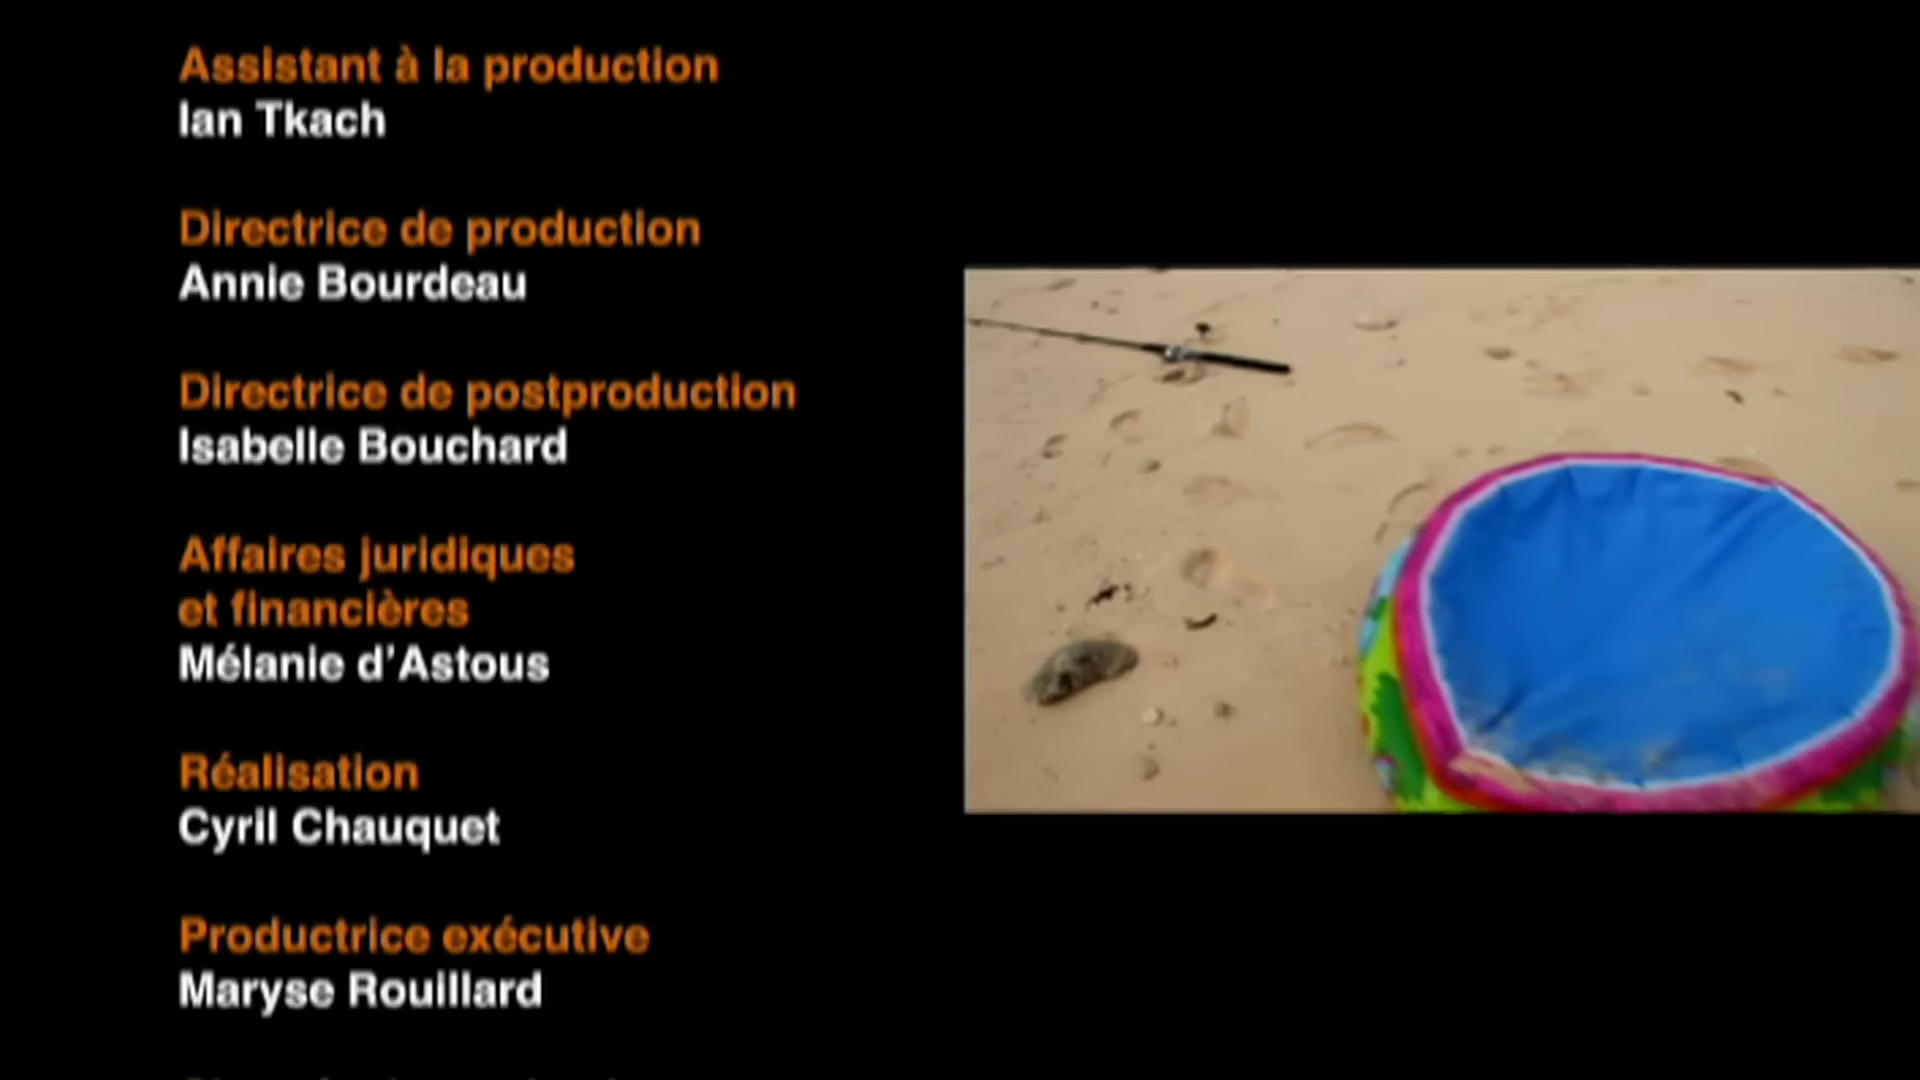 Assistant à la production
Ian Tkach
Directrice de production
Annie Bourdeau
Directrice de postproduction
Isabelle Bouchard
Affaires juridiques
et financières
Mélanie d'Astous
Réalisation
Cyril Chauquet
Productrice exécutive
Maryse Rouillard